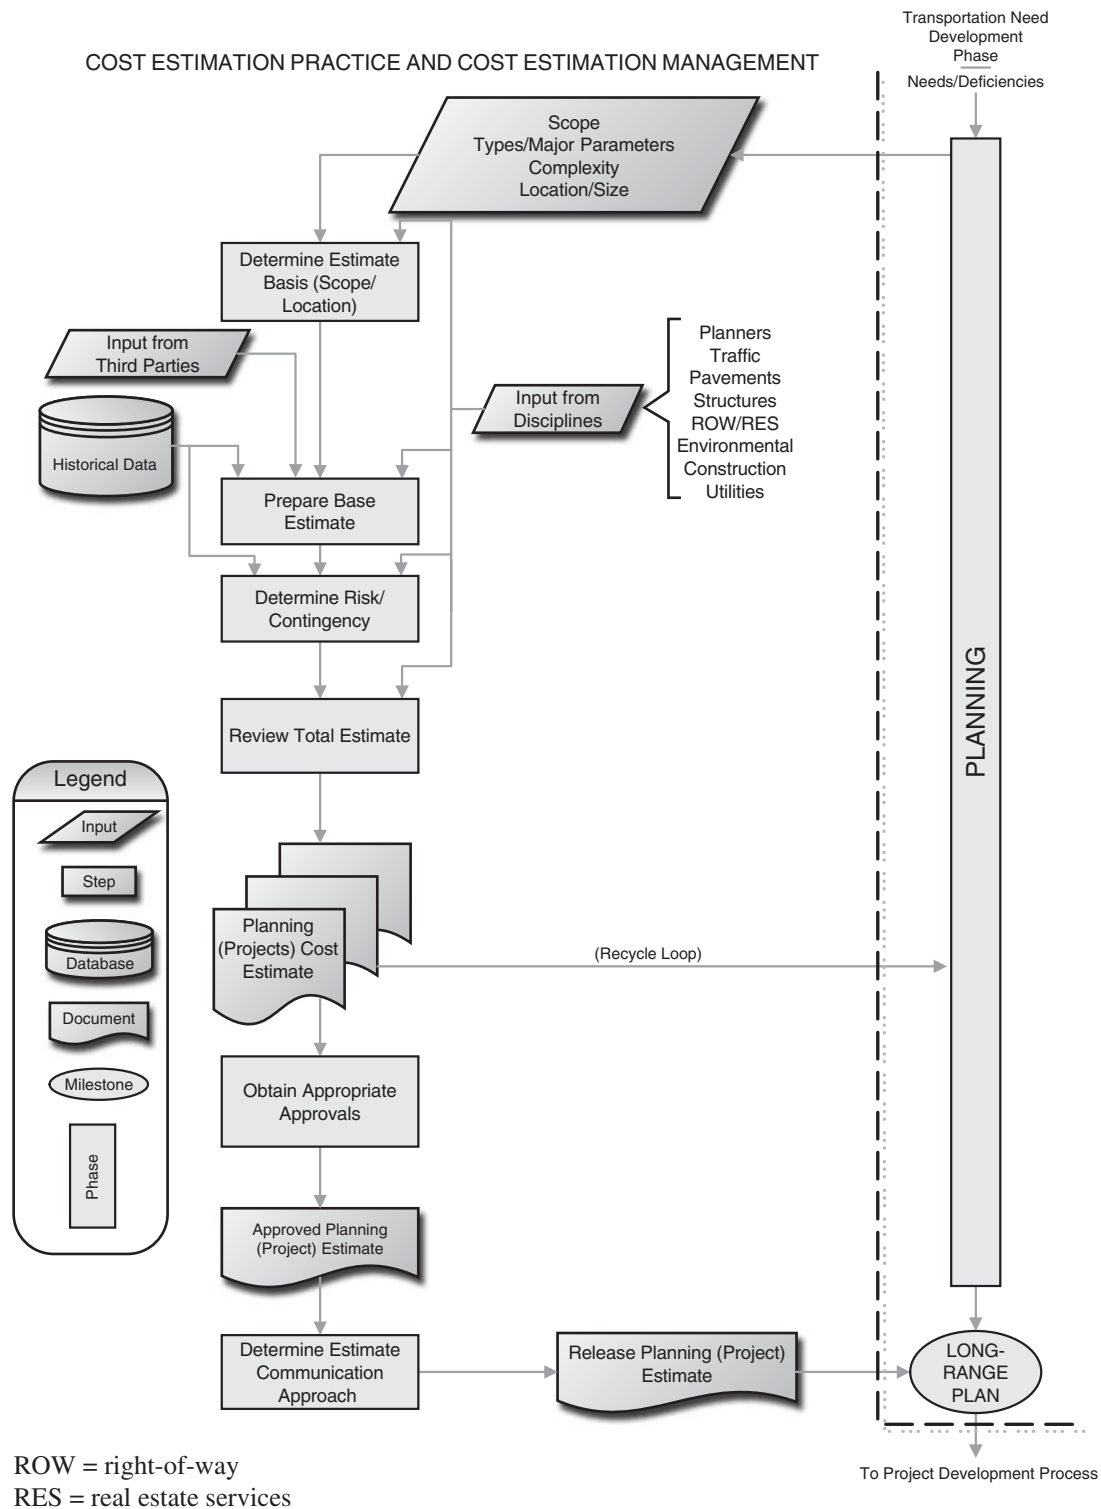 Transportation Need
Development
Phase
Needs/Deficiencies
COST ESTIMATION PRACTICE AND COST ESTIMATION MANAGEMENT
Scope
Types/Major Parameters
Complexity
Location/Size
Determine Estimate
Basis (Scope/
Location)
Input from
Third Parties
Historical Data
Input from
Disciplines
Planners
Traffic
Pavements
Structures
ROW/RES
Environmental
Construction
Utilities
Prepare Base
Estimate
Determine Risk/
Contingency
Review Total Estimate
PLANNING
Legend
Input
Step
Database
Document
Milestone
Phase
Planning
(Projects) Cost
Estimate
(Recycle Loop)
Obtain Appropriate
Approvals
Approved Planning
(Project) Estimate
Determine Estimate
Communication
Approach
Release Planning (Project)
Estimate
LONG-
RANGE
PLAN
To Project Development Process
ROW = right-of-way
RES = real estate services